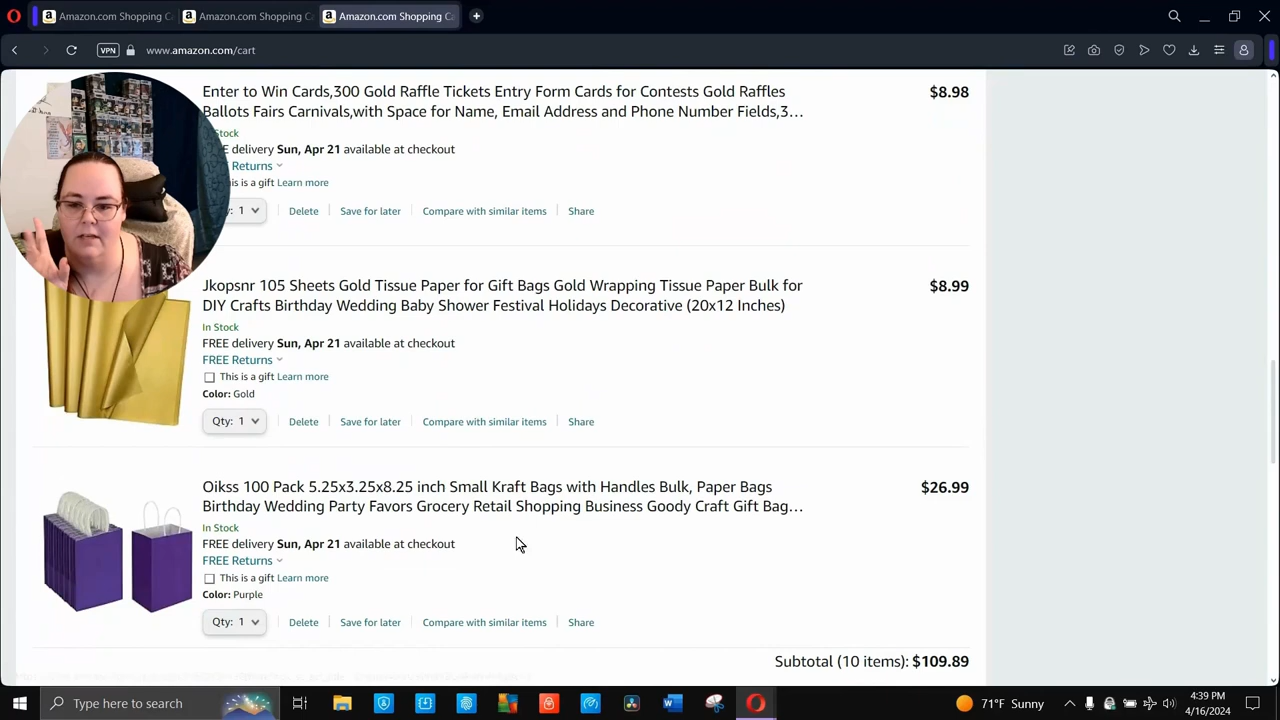 Amazon.com Shopping Ca
Amazon.com Shopping Ca
Amazon.com Shopping Ca
VPN
www.amazon.com/cart
Enter to Win Cards,300 Gold Raffle Tickets Entry Form Cards for Contests Gold Raffles
$8.98
Ballots Fairs Carnivals,with Space for Name, Email Address and Phone Number Fields,3…
Stock
delivery Sun, Apr 21 available at checkout
Returns
his is a gift Learn more
1
Delete
Save for later
Compare with similar items
Share
Jkopsnr 105 Sheets Gold Tissue Paper for Gift Bags Gold Wrapping Tissue Paper Bulk for
$8.99
DIY Crafts Birthday Wedding Baby Shower Festival Holidays Decorative (20x12 Inches)
In Stock
FREE delivery Sun, Apr 21 available at checkout
FREE Returns
This is a gift Learn more
Color: Gold
Qty: 1
Delete
Save for later
Compare with similar items
Share
Oikss 100 Pack 5.25x3.25x8.25 inch Small Kraft Bags with Handles Bulk, Paper Bags
$26.99
Birthday Wedding Party Favors Grocery Retail Shopping Business Goody Craft Gift Bag…
In Stock
FREE delivery Sun, Apr 21 available at checkout
FREE Returns
This is a gift Learn more
Color: Purple
Qty: 1
Delete
Save for later
Compare with similar items
Share
Subtotal (10 items): $109.89
Type here to search
71°F Sunny
4:39 PM
4/16/2024